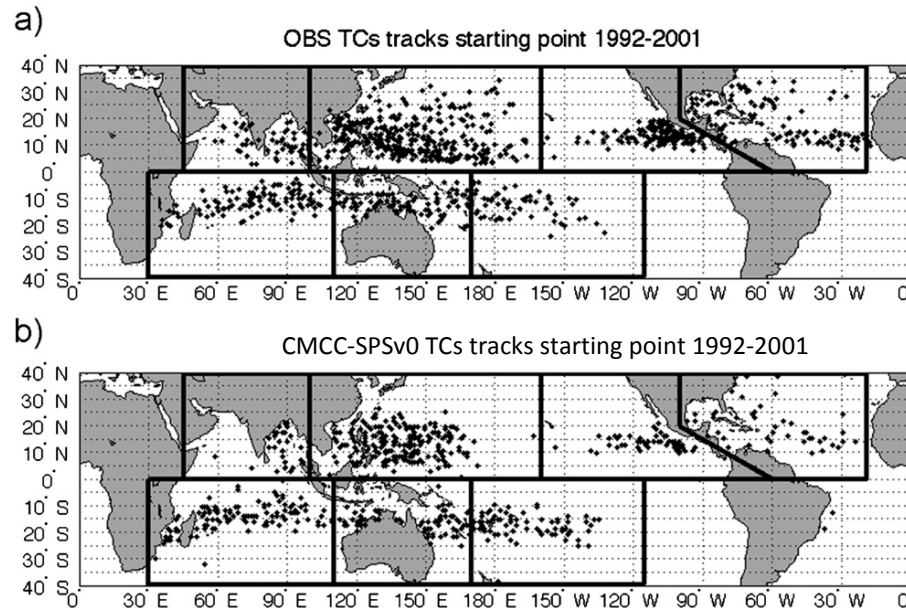 a)
OBS TCs tracks starting point 1992-2001
40° N
30° N
20° N
10° N
0°
10° S
20° S
30° S
40° S
0 30 E 60 E 90 E 120 E 150 E 180 E 150 W 120 W 90 W 60 W 30 W 0
b)
CMCC-SPSv0 TCs tracks starting point 1992-2001
40° N
30° N
20° N
10° N
0°
10° S
20° S
30° S
40° S
0 30 E 60 E 90 E 120 E 150 E 180 E 150 W 120 W 90 W 60 W 30 W 0